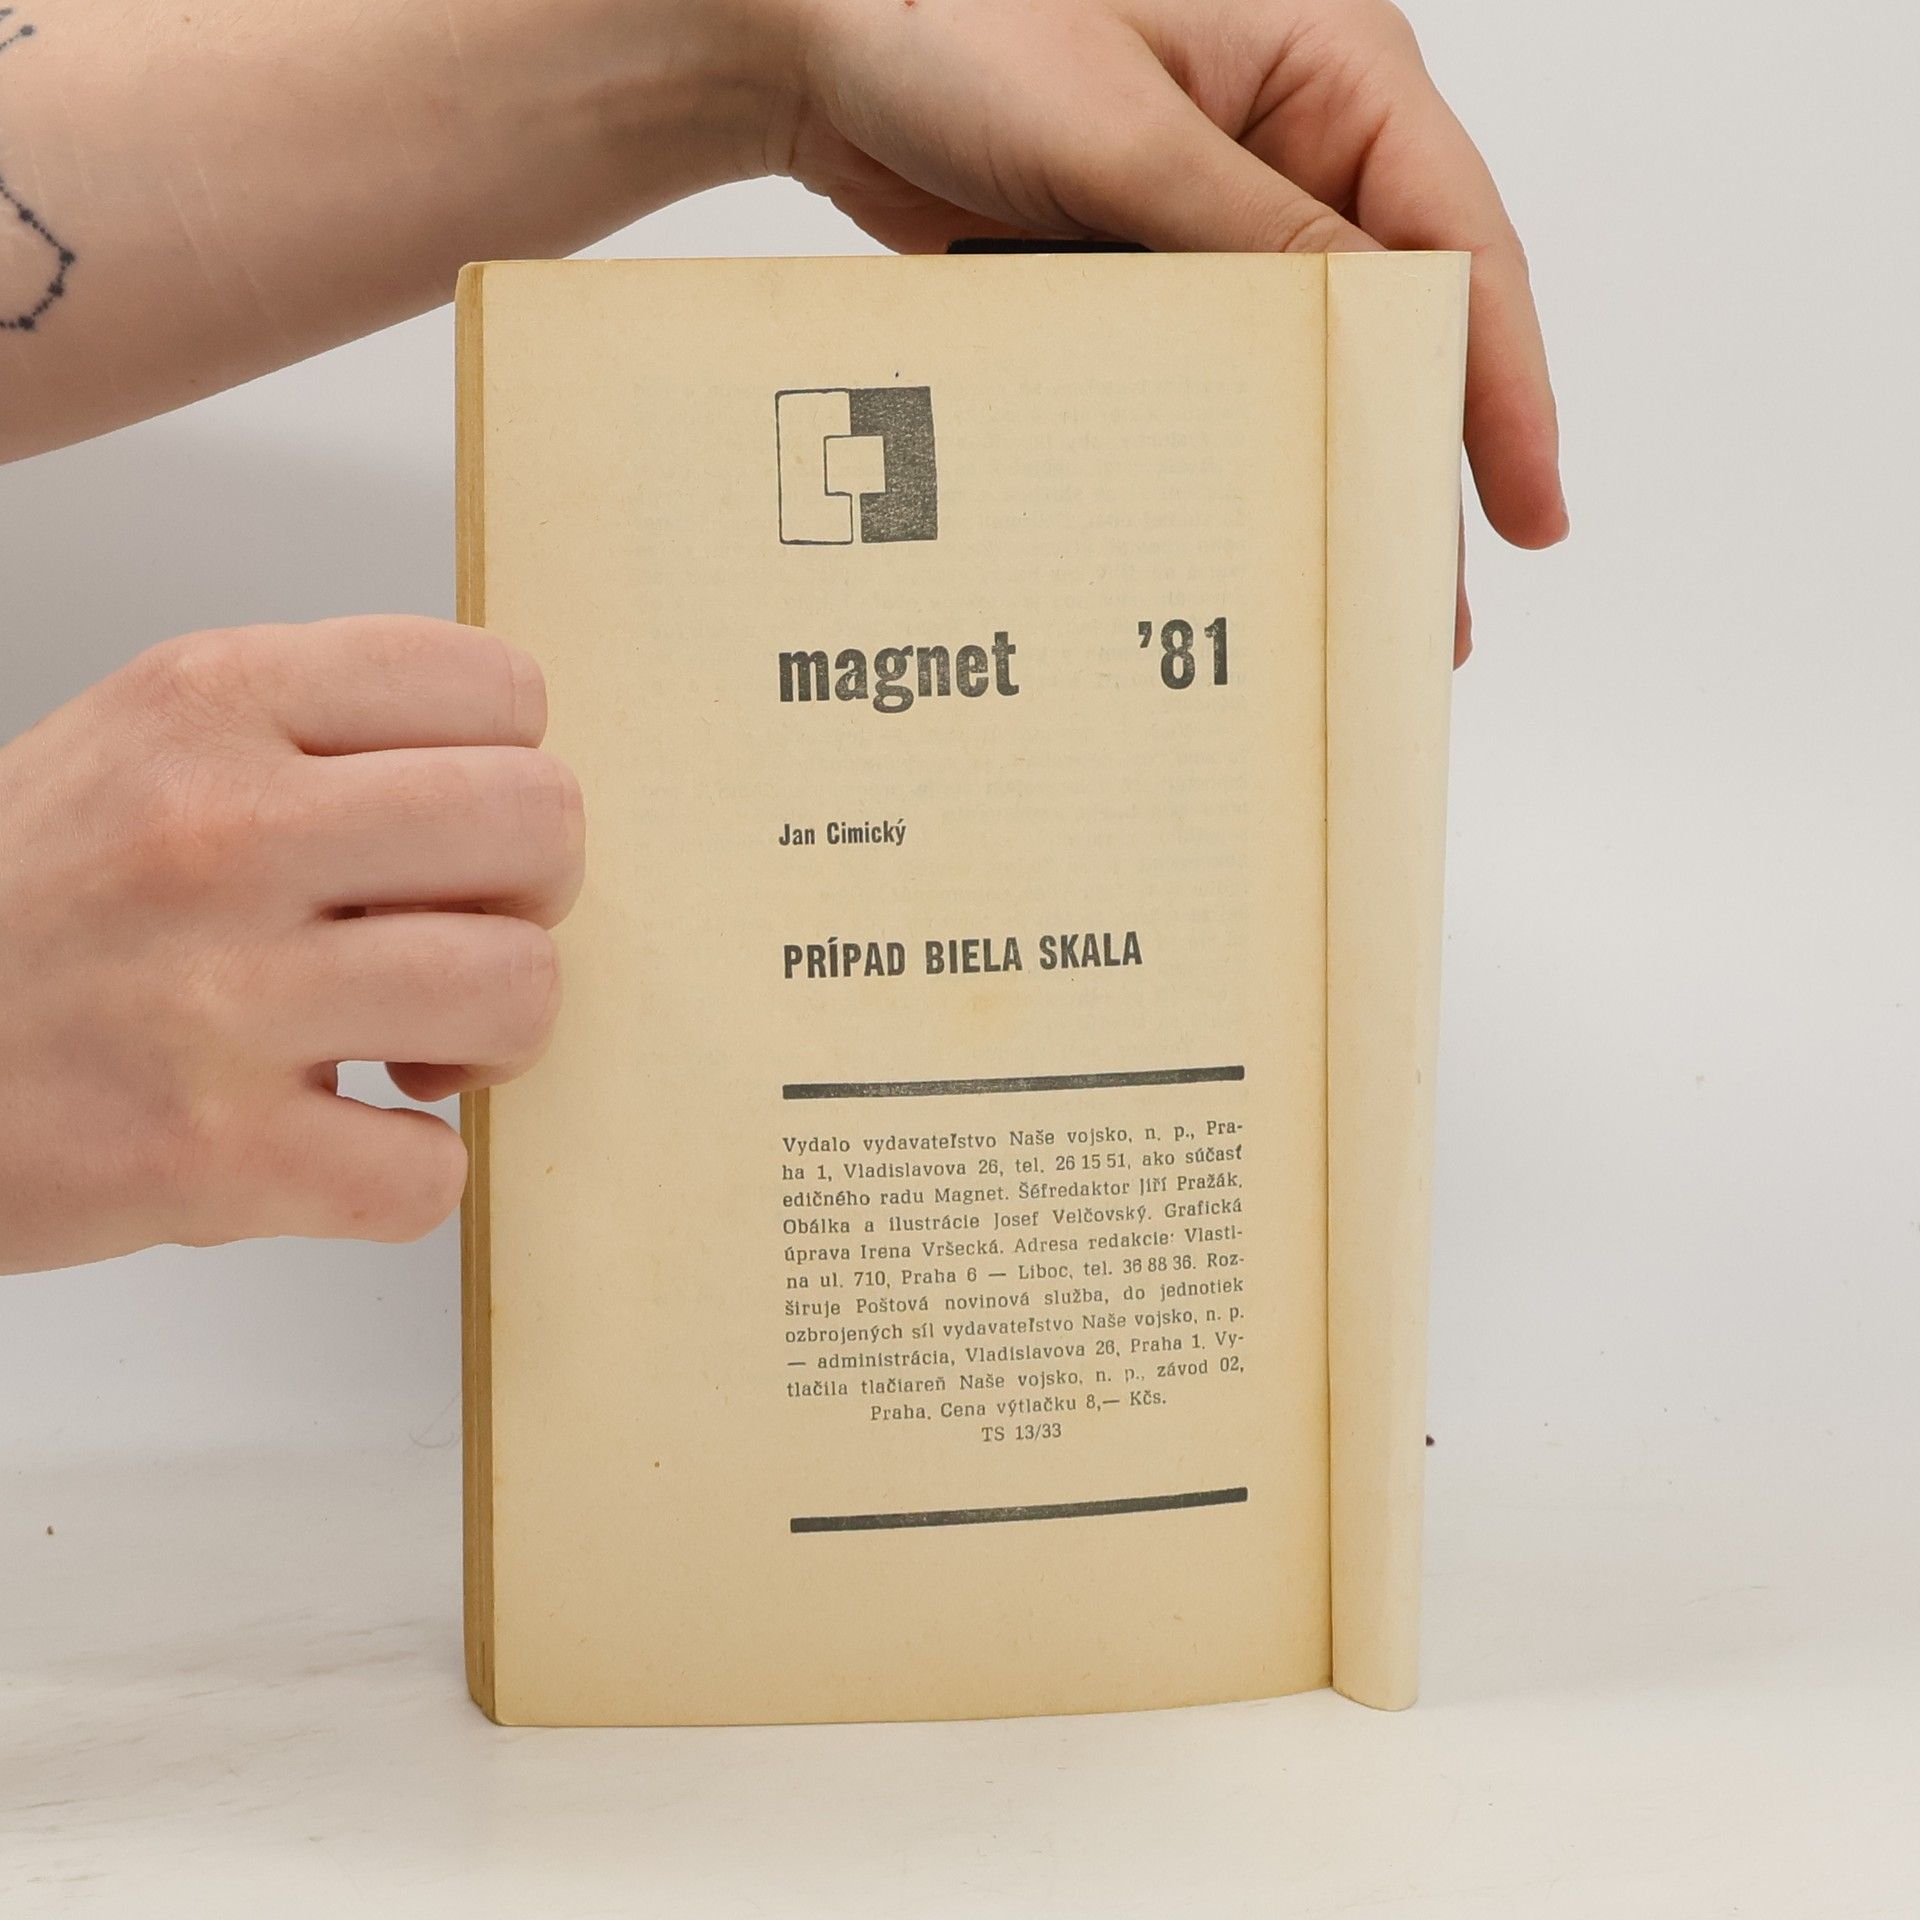 magnet '81
Jan Cimický
PRÍPAD BIELA SKALA
Vydalo vydavateľstvo Naše vojsko, n. p., Pra-
ha 1, Vladislavova 26, tel. 26 15 51, ako súčasť
edičného radu Magnet. Šéfredaktor Jiří Pražák.
Obálka a ilustrácie Josef Velčovský. Grafická
úprava Irena Vršecká. Adresa redakcie: Vlasti-
na ul. 710, Praha 6 — Liboc, tel. 36 88 36. Roz-
širuje Poštová novinová služba, do jednotiek
ozbrojených síl vydavateľstvo Naše vojsko, n. p.
— administrácia, Vladislavova 26, Praha 1. Vy-
tlačila tlačiareň Naše vojsko, n. p., závod 02,
Praha. Cena výtlačku 8,— Kčs.
TS 13/33